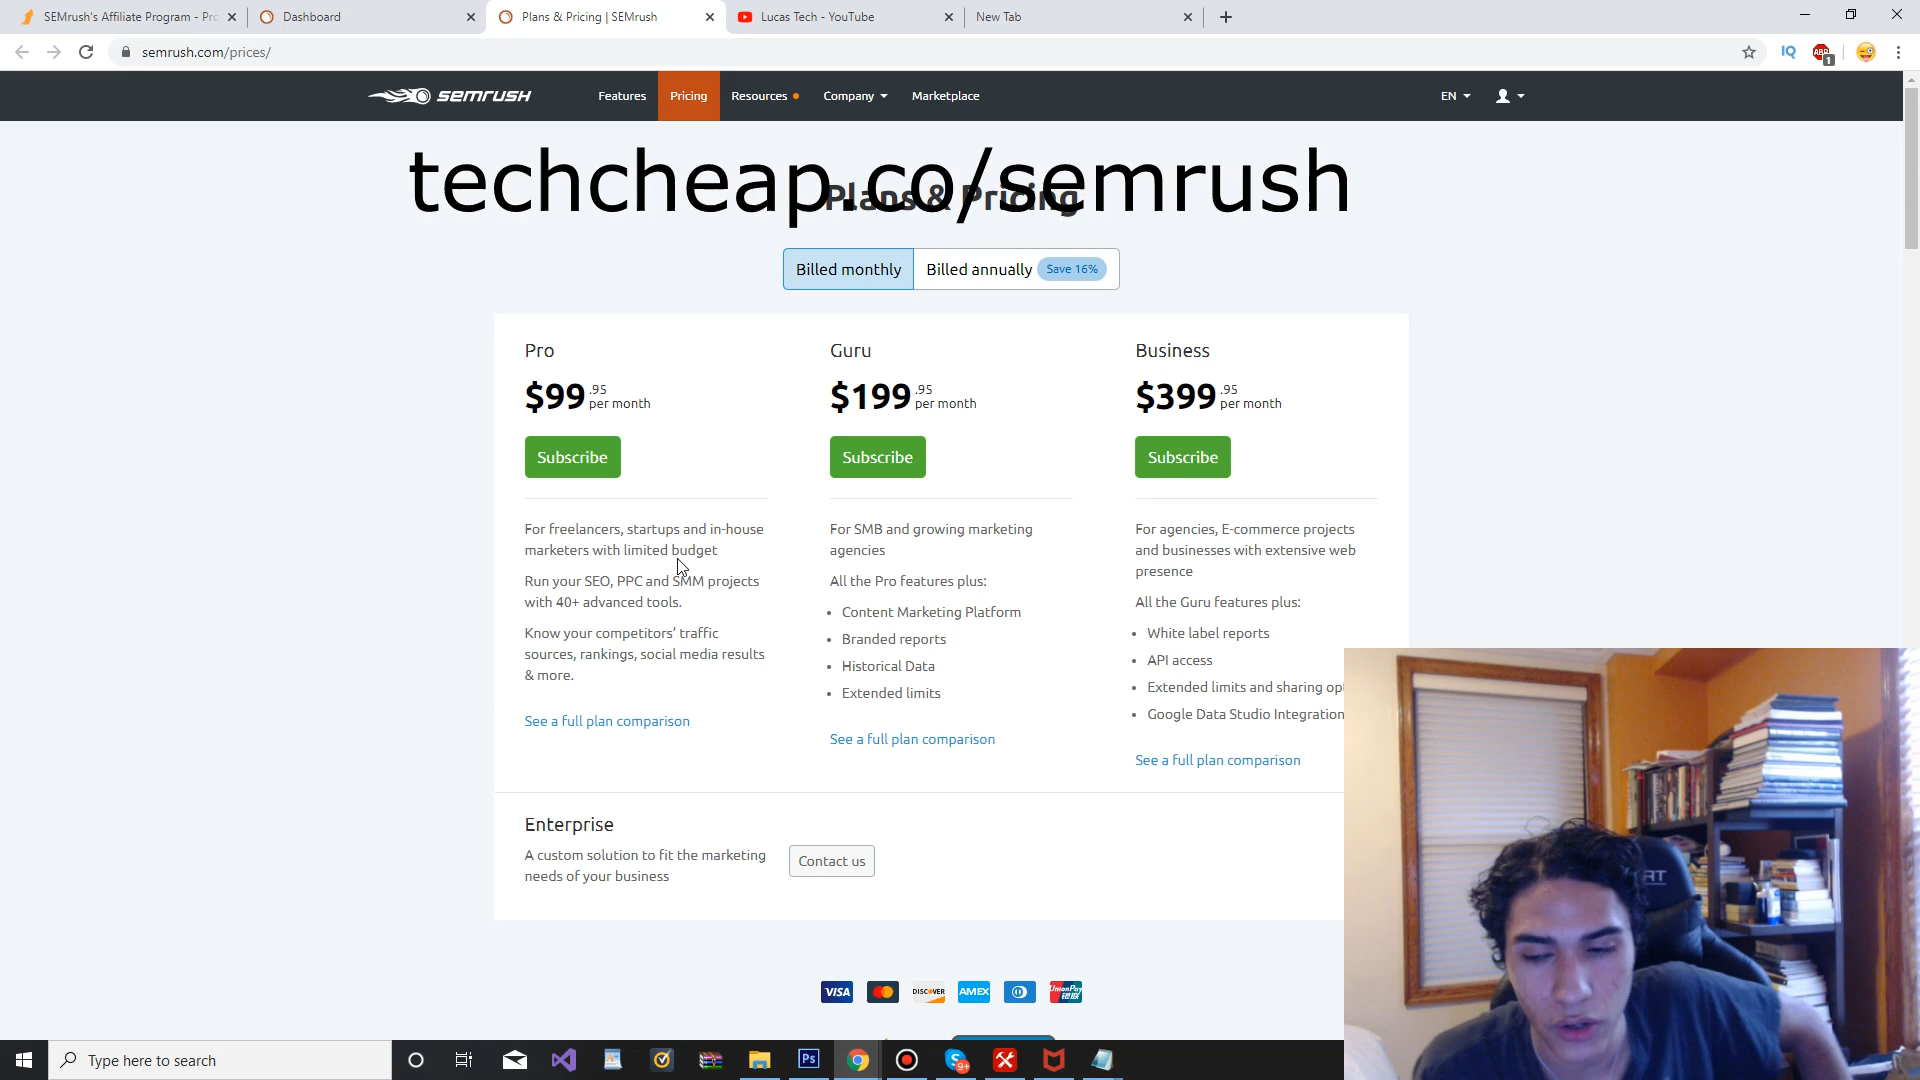 SEMrush's Affiliate Program - Pro
Dashboard
Plans & Pricing | SEMrush
Lucas Tech - YouTube
New Tab
semrush.com/prices/
IQ
ABP
1
semrush
Features
Pricing
Resources
Company
Marketplace
EN
techcheap.co/semrush
Plans & Pricing
Billed monthly
Billed annually
Save 16%
Pro
$99.95
per month
Subscribe
For freelancers, startups and in-house
marketers with limited budget
Run your SEO, PPC and SMM projects
with 40+ advanced tools.
Know your competitors' traffic
sources, rankings, social media results
& more.
See a full plan comparison
Guru
$199.95
per month
Subscribe
For SMB and growing marketing
agencies
All the Pro features plus:
Content Marketing Platform
Branded reports
Historical Data
Extended limits
See a full plan comparison
Business
$399.95
per month
Subscribe
For agencies, E-commerce projects
and businesses with extensive web
presence
All the Guru features plus:
White label reports
API access
Extended limits and sharing opt
Google Data Studio Integration
See a full plan comparison
Enterprise
A custom solution to fit the marketing
needs of your business
Contact us
VISA
DISCOVER
AMEX
UnionPay
RT
Type here to search
Ps
S
9+